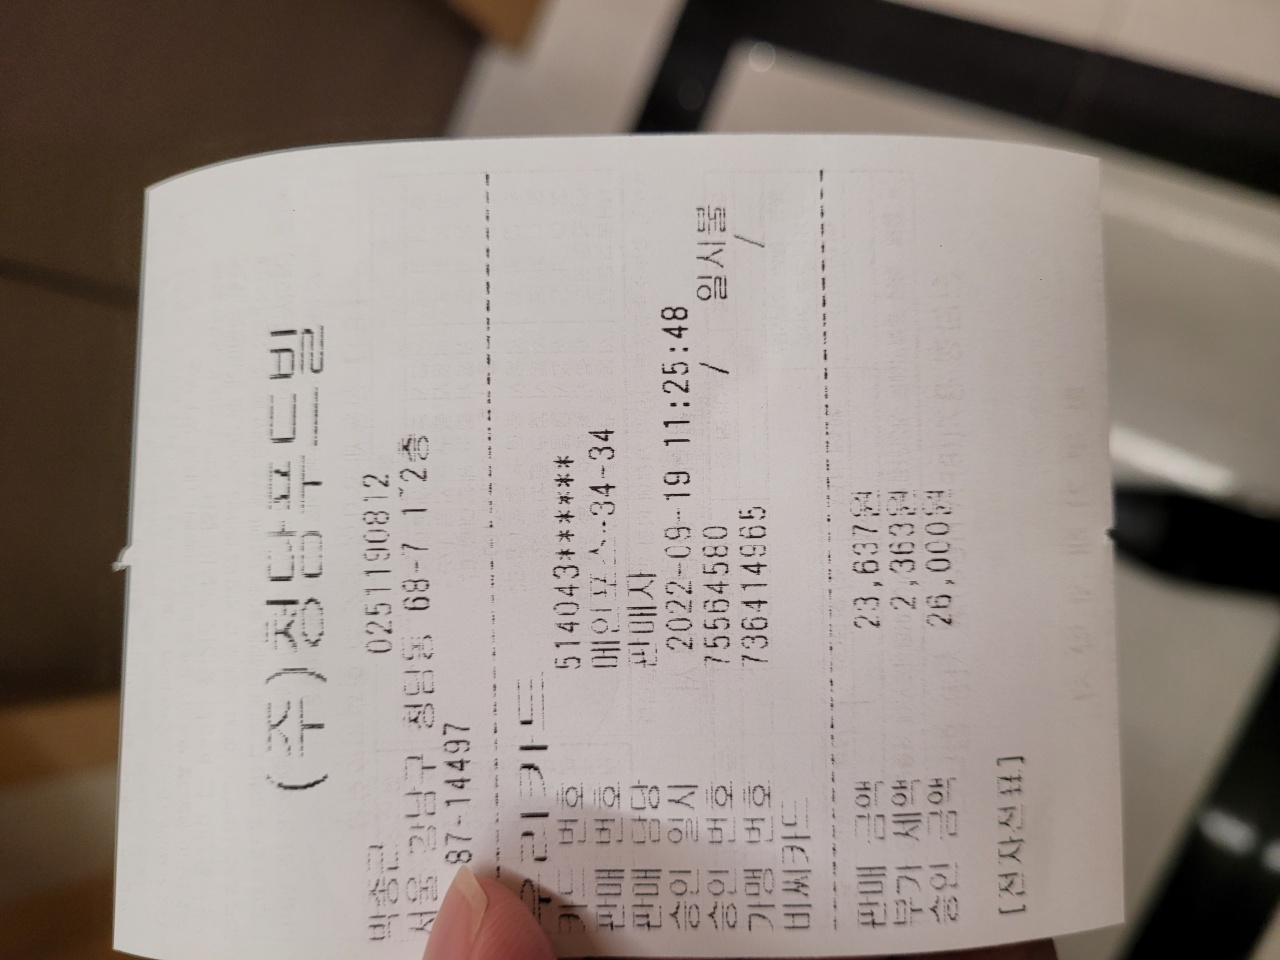 (주)청담푸드빌
박종근 0251190812
서울 강남구 청담동 68-7 1~2층
87-14497
우리카드
카드 번호 514043******
판매 번호 메인포스-34-34
판매 담당 판매사
승인 일시 2022-09-19 11:25:48
승인 번호 75564580 / 일시불
가맹 번호 736414965 /
비씨카드
판매 금액 23,637원
부가 세액 2,363원
승인 금액 26,000원
[전자전표]